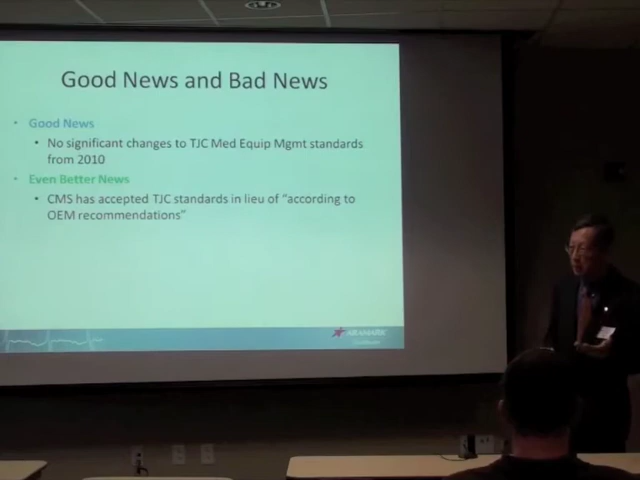 Good News and Bad News
• Good News
• No significant changes to TJC Med Equip Mgmt standards
from 2010
• Even Better News
• CMS has accepted TJC standards in lieu of “according to
OEM recommendations”
ARAMARK